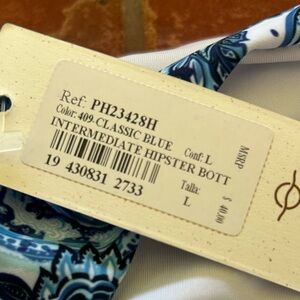 Ref: PH23428H
Color: 409-CLASSIC BLUE
Conf: L
INTERMEDIATE HIPSTER BOTT
19 430831 2733
Talla:
L
MSRP
$ 40.00